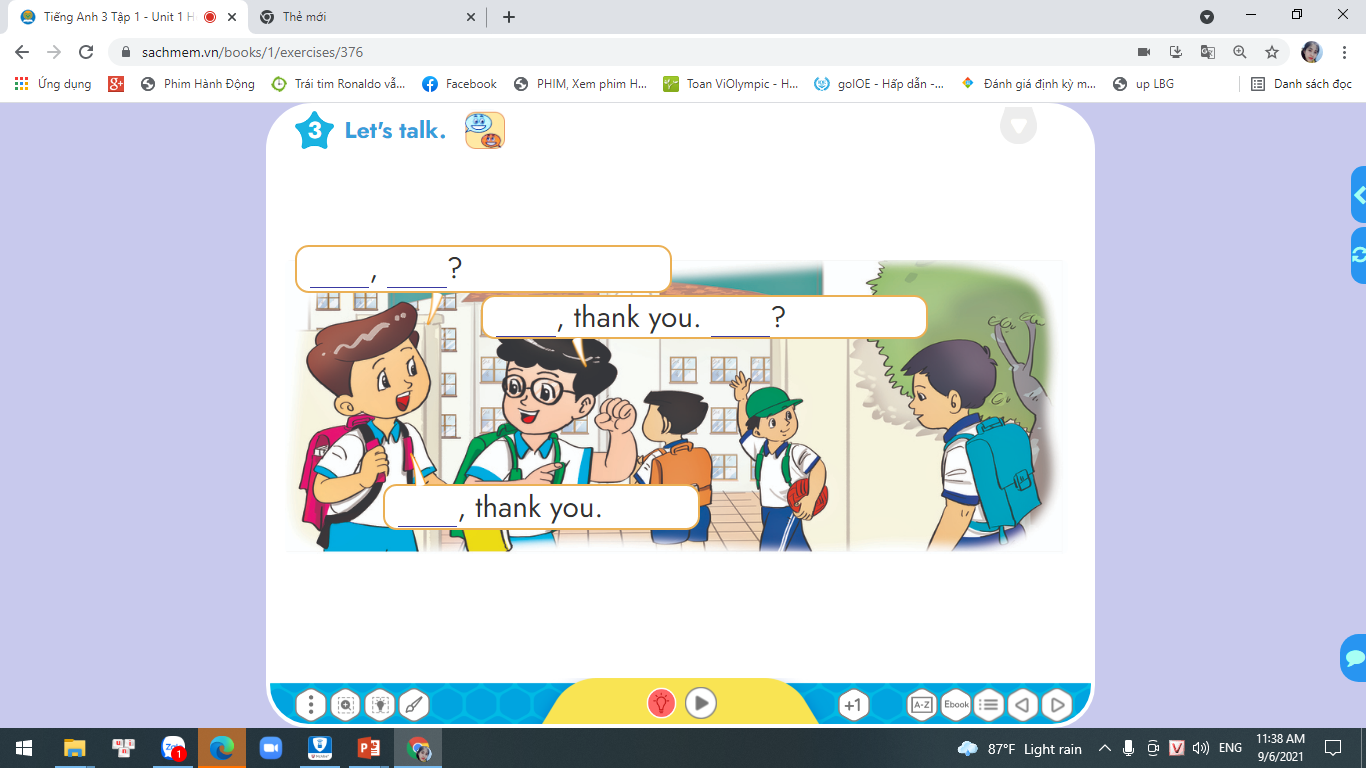 Tiếng Anh 3 Tập 1 - Unit 1 H
Thẻ mới
sachmem.vn/books/1/exercises/376
Ứng dụng
Phim Hành Động
Trái tim Ronaldo vẫ...
Facebook
PHIM, Xem phim H...
Toan ViOlympic - H...
goIOE - Hấp dẫn -...
Đánh giá định kỳ m...
up LBG
Danh sách đọc
3 Let's talk.
____, ____?
____, thank you. ____?
____, thank you.
+1
A-Z
Ebook
1
87°F Light rain
V
ENG
11:38 AM
9/6/2021